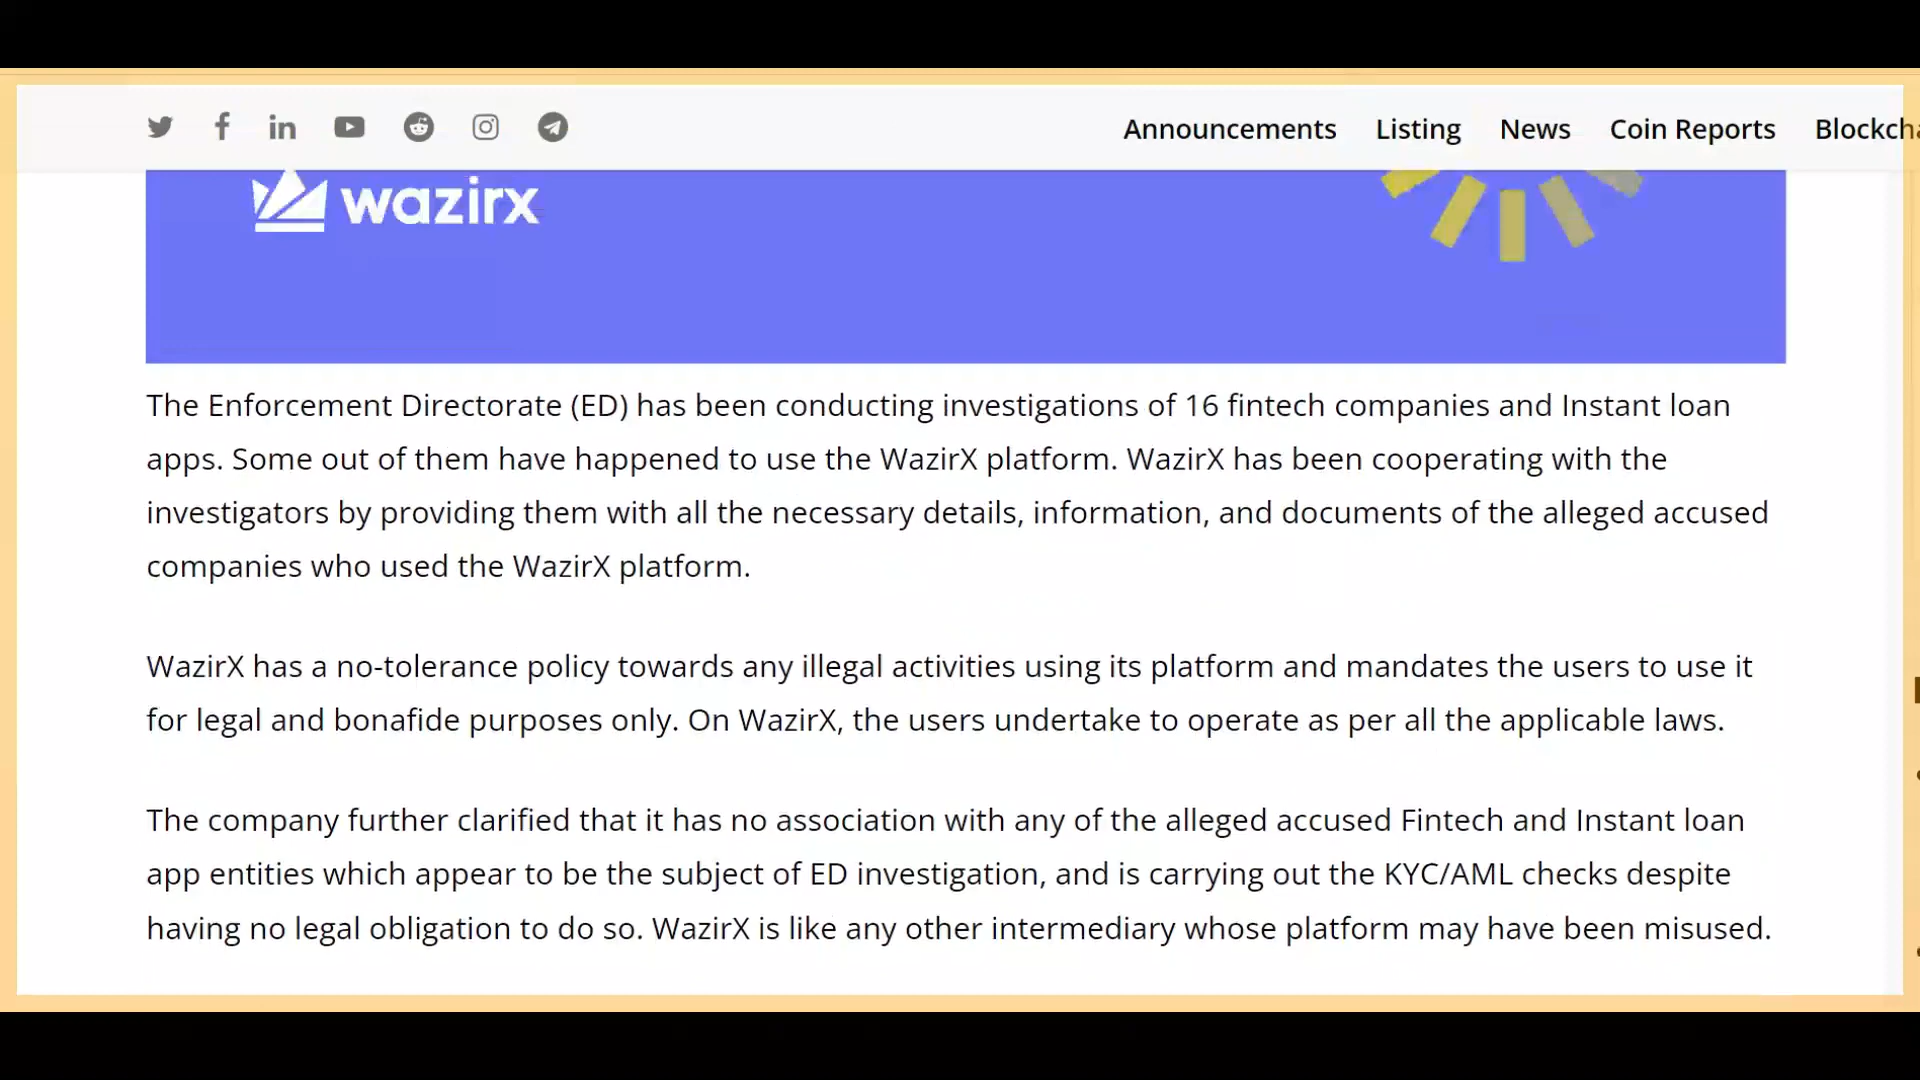 Announcements Listing News Coin Reports
wazirx
The Enforcement Directorate (ED) has been conducting investigations of 16 fintech companies and Instant loan
apps. Some out of them have happened to use the WazirX platform. WazirX has been cooperating with the
investigators by providing them with all the necessary details, information, and documents of the alleged accused
companies who used the WazirX platform.
WazirX has a no-tolerance policy towards any illegal activities using its platform and mandates the users to use it
for legal and bonafide purposes only. On WazirX, the users undertake to operate as per all the applicable laws.
The company further clarified that it has no association with any of the alleged accused Fintech and Instant loan
app entities which appear to be the subject of ED investigation, and is carrying out the KYC/AML checks despite
having no legal obligation to do so. WazirX is like any other intermediary whose platform may have been misused.